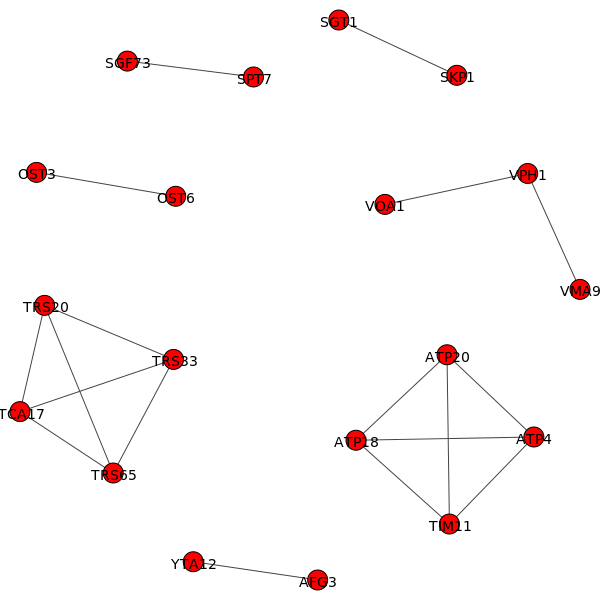 SGT1
SGF73
SPT7
SKP1
OST3
OST6
VPH1
VOA1
VMA9
TRS20
TRS33
TCA17
TRS65
ATP20
ATP18
ATP4
TIM11
YTA12
AFG3